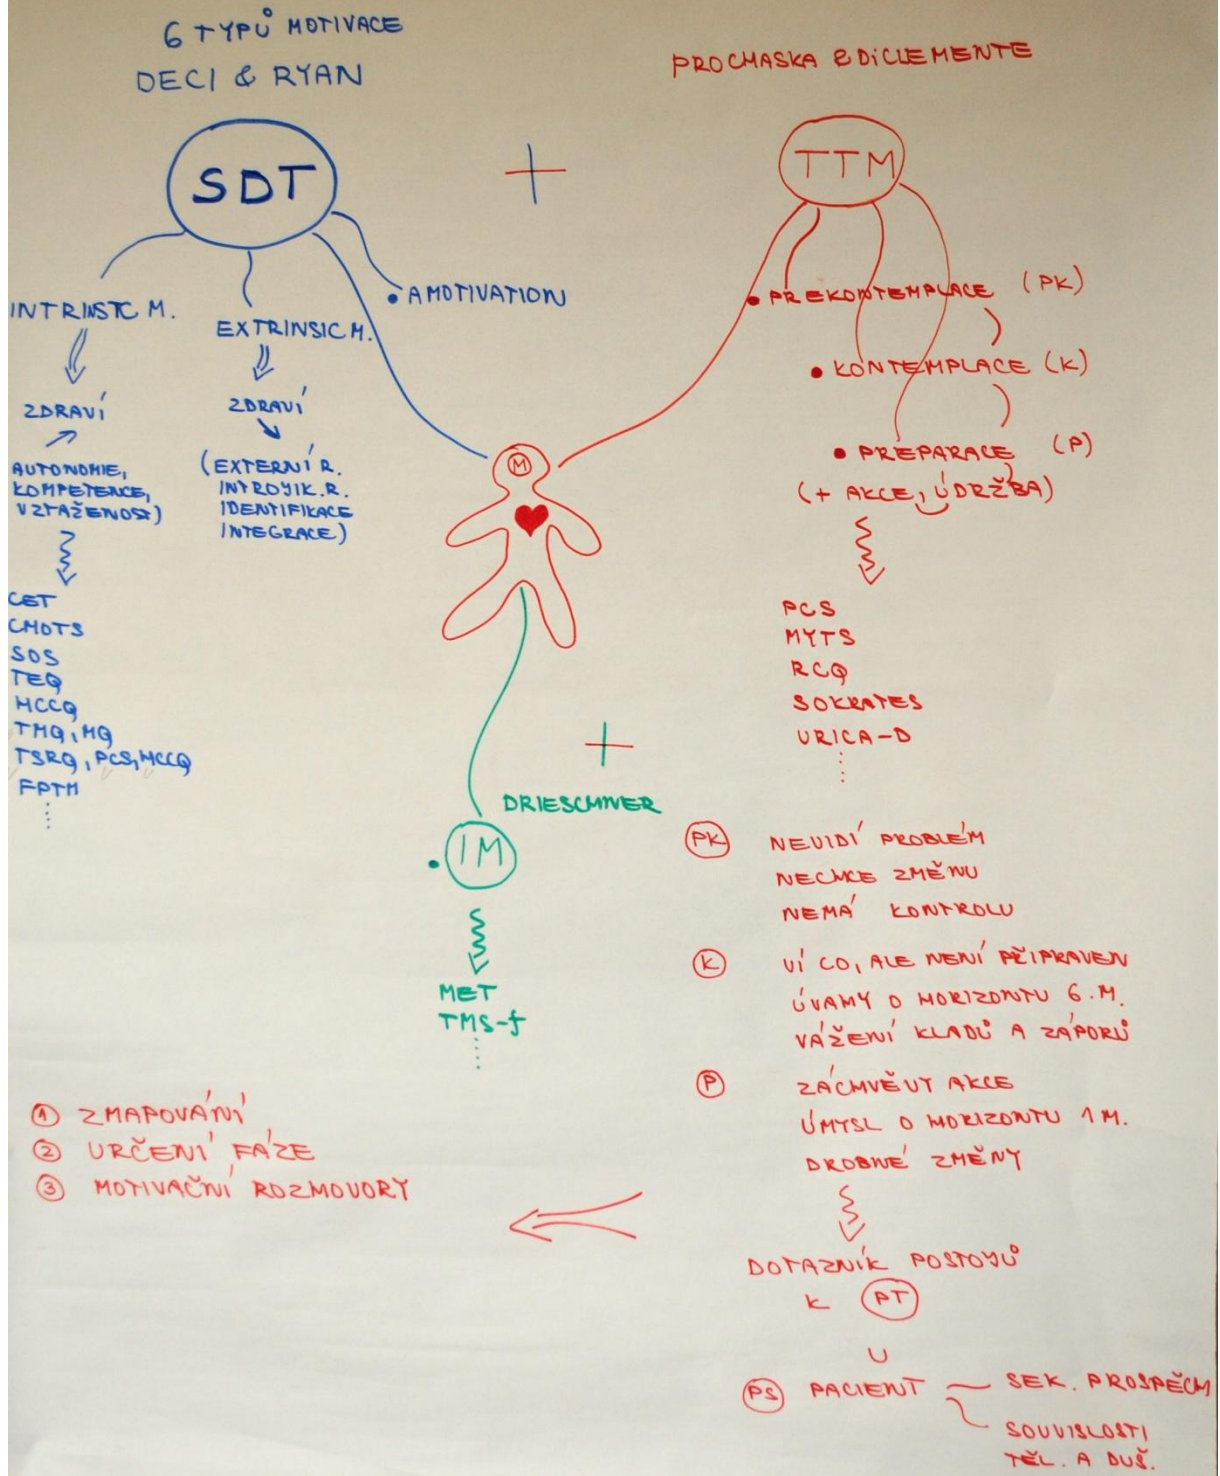 6 TYPŮ MOTIVACE
DECI & RYAN
SDT
INTRINSTC M.
ZDRAVÍ
AUTONOMIE,
KOMPETENCE,
VZTAŽENOST)
CET
CMOTS
SOS
TEQ
HCCQ
TMQ, MQ
TSRQ, PCS, HCCQ
FPTM
EXTRINSIC M.
ZDRAVÍ
(EXTERNÍ R.
INTROJIK. R.
IDENTIFIKACE
INTEGRACE)
• AMOTIVATION
M
PROCHASKA & DiCLEMENTE
TTM
• PREKONTEMPLACE (PK)
• KONTEMPLACE (K)
• PREPARACE (P)
(+ AKCE, ÚDRŽBA)
PCS
MYTS
RCQ
SOKRATES
URICA-D
DRIESCHNER
• IM
MET
TMS-f
PK NEVIDÍ PROBLÉM
NECHCE ZMĚNU
NEMÁ KONTROLU
K VÍ CO, ALE NENÍ PŘIPRAVEN
ÚVAHY O HORIZONTU 6.M.
VÁŽENÍ KLADŮ A ZÁPORŮ
P ZÁCHVĚVY AKCE
ÚMYSL O HORIZONTU 1 M.
DROBNÉ ZMĚNY
DOTAZNÍK POSTOJŮ
K PT
U
PS PACIENT — SEK. PROSPĚCH
SOUVISLOSTI
TĚL. A DUŠ.
1 ZMAPOVÁNÍ
2 URČENÍ FÁZE
3 MOTIVAČNÍ ROZHOVORY